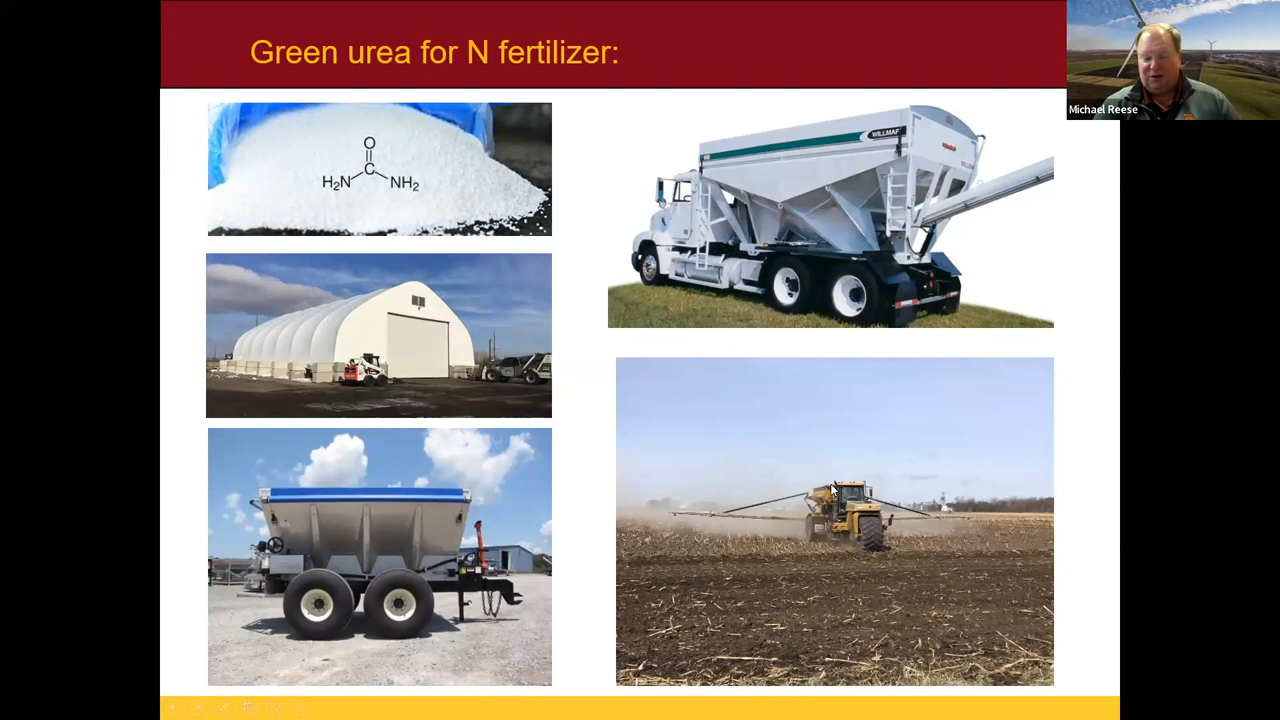 Green urea for N fertilizer:
Michael Reese
O
C
H₂N NH₂
WILLMAR